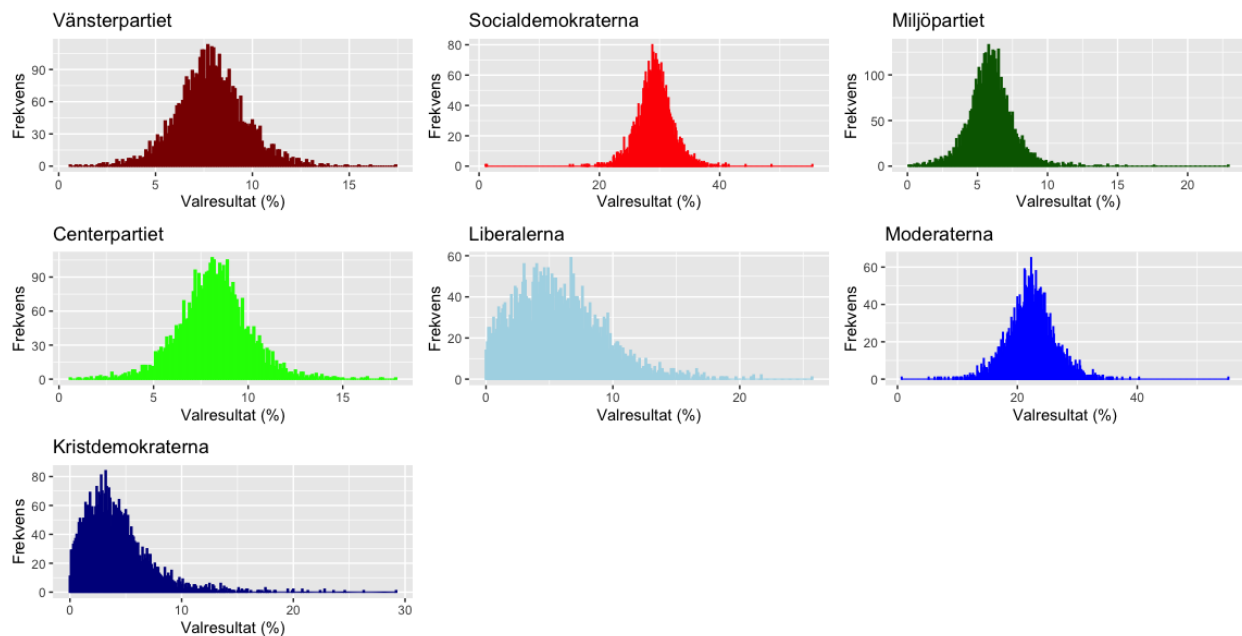 Vänsterpartiet
Frekvens
90
60
30
0
0 5 10 15
Valresultat (%)
Socialdemokraterna
Frekvens
80
60
40
20
0
0 20 40
Valresultat (%)
Miljöpartiet
Frekvens
100
50
0
0 5 10 15 20
Valresultat (%)
Centerpartiet
Frekvens
90
60
30
0
0 5 10 15
Valresultat (%)
Liberalerna
Frekvens
60
40
20
0
0 10 20
Valresultat (%)
Moderaterna
Frekvens
60
40
20
0
0 20 40
Valresultat (%)
Kristdemokraterna
Frekvens
80
60
40
20
0
0 10 20 30
Valresultat (%)